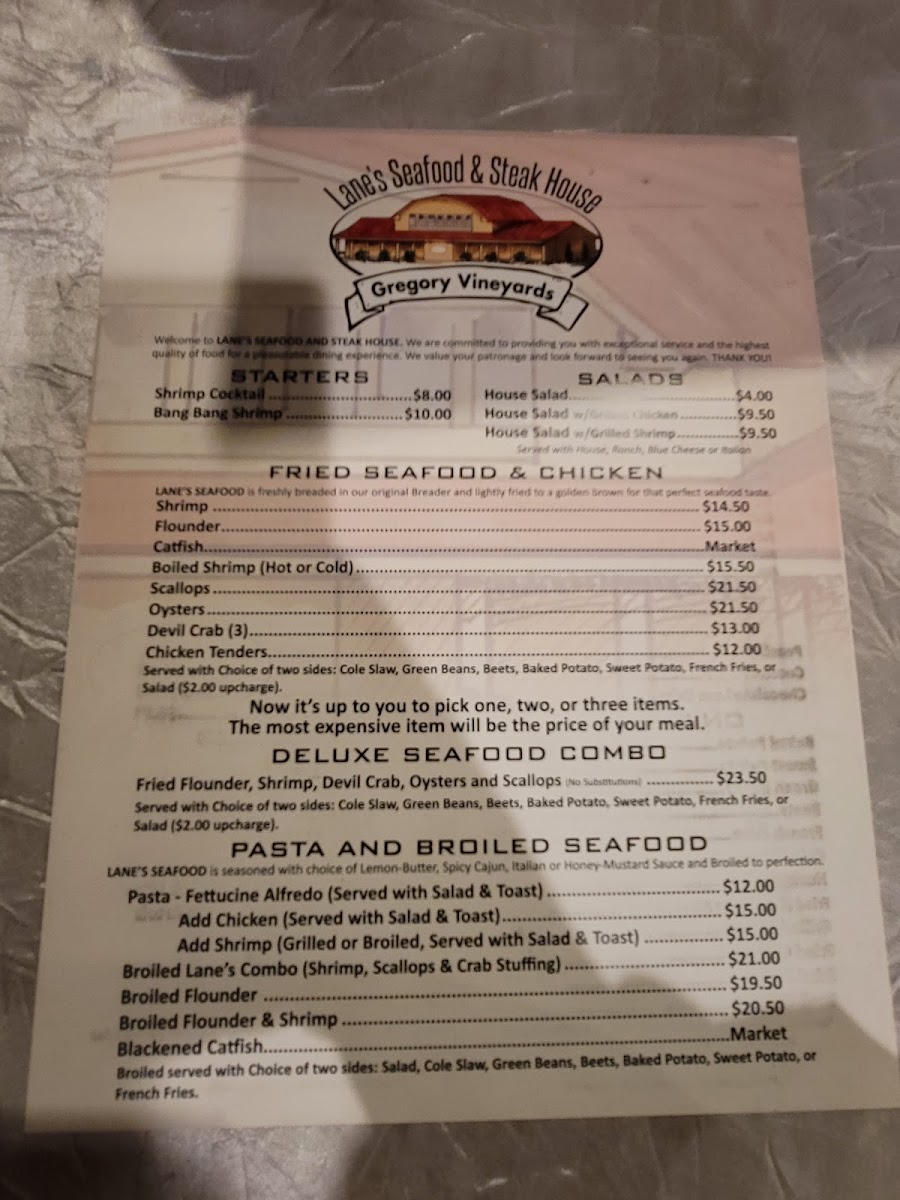 Lane's Seafood & Steak House
Gregory Vineyards
Welcome to LANE'S SEAFOOD AND STEAK HOUSE. We are committed to providing you with exceptional service and the highest
quality of food for a pleasurable dining experience. We value your patronage and look forward to seeing you again. THANK YOU!
STARTERS
Shrimp Cocktail ..................................$8.00
Bang Bang Shrimp ............................$10.00
SALADS
House Salad.....................................$4.00
House Salad w/Grilled Chicken.............$9.50
House Salad w/Grilled Shrimp..............$9.50
Served with House, Ranch, Blue Cheese or Italian
FRIED SEAFOOD & CHICKEN
LANE'S SEAFOOD is freshly breaded in our original Breader and lightly fried to a golden brown for that perfect seafood taste.
Shrimp ............................................................ $14.50
Flounder........................................................... $15.00
Catfish..............................................................Market
Boiled Shrimp (Hot or Cold)................................ $15.50
Scallops........................................................... $21.50
Oysters............................................................ $21.50
Devil Crab (3)................................................... $13.00
Chicken Tenders............................................... $12.00
Served with Choice of two sides: Cole Slaw, Green Beans, Beets, Baked Potato, Sweet Potato, French Fries, or
Salad ($2.00 upcharge).
Now it's up to you to pick one, two, or three items.
The most expensive item will be the price of your meal.
DELUXE SEAFOOD COMBO
Fried Flounder, Shrimp, Devil Crab, Oysters and Scallops (No Substitutions) ............. $23.50
Served with Choice of two sides: Cole Slaw, Green Beans, Beets, Baked Potato, Sweet Potato, French Fries, or
Salad ($2.00 upcharge).
PASTA AND BROILED SEAFOOD
LANE'S SEAFOOD is seasoned with choice of Lemon-Butter, Spicy Cajun, Italian or Honey-Mustard Sauce and Broiled to perfection.
Pasta - Fettucine Alfredo (Served with Salad & Toast)............................ $12.00
Add Chicken (Served with Salad & Toast)................................... $15.00
Add Shrimp (Grilled or Broiled, Served with Salad & Toast) ............... $15.00
Broiled Lane's Combo (Shrimp, Scallops & Crab Stuffing)......................... $21.00
Broiled Flounder ............................................................ $19.50
Broiled Flounder & Shrimp .................................................. $20.50
Blackened Catfish............................................................Market
Broiled served with Choice of two sides: Salad, Cole Slaw, Green Beans, Beets, Baked Potato, Sweet Potato, or
French Fries.